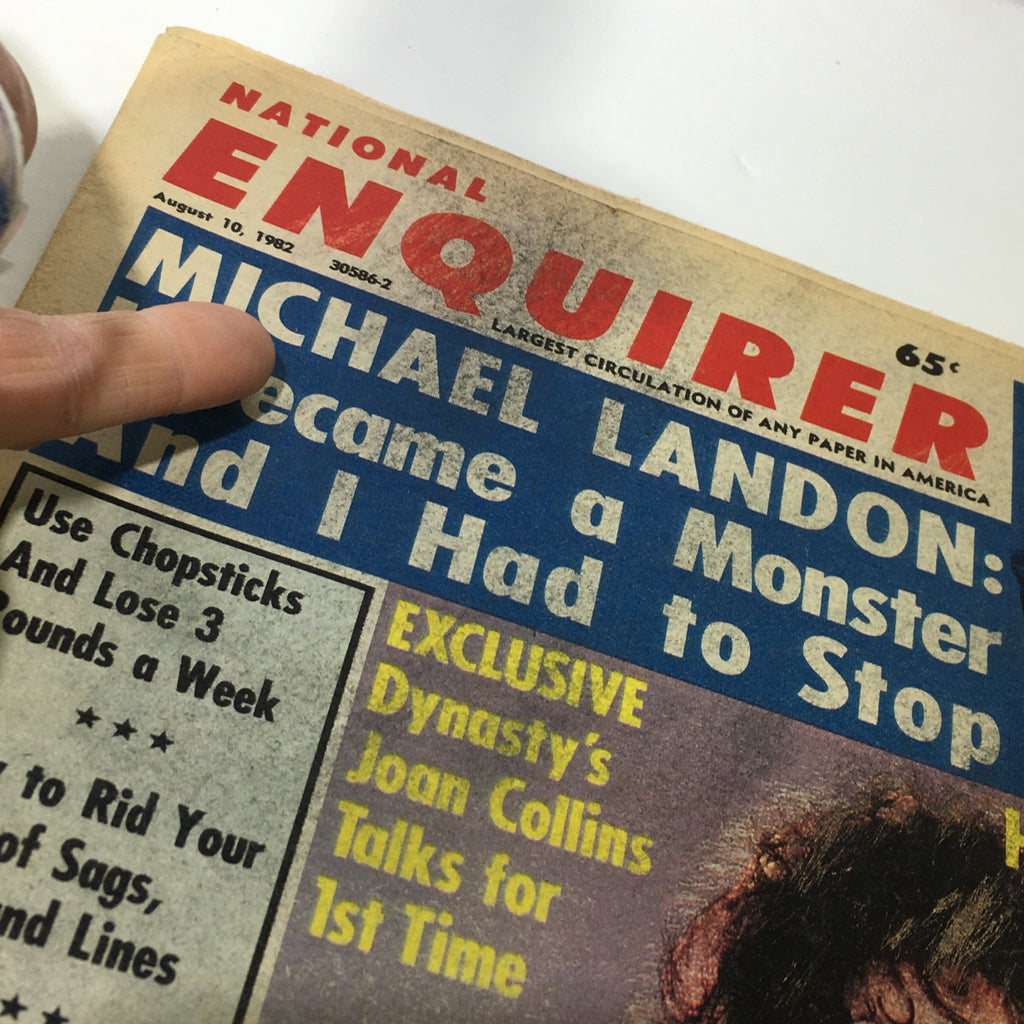 NATIONAL
ENQUIRER
August 10, 1982 30586-2
LARGEST CIRCULATION OF ANY PAPER IN AMERICA
65¢
MICHAEL LANDON:
ecame a Monster
And I Had to Stop
Use Chopsticks
And Lose 3
Pounds a Week
★ ★ ★
to Rid Your
of Sags,
and Lines
★ ★
EXCLUSIVE
Dynasty's
Joan Collins
Talks for
1st Time